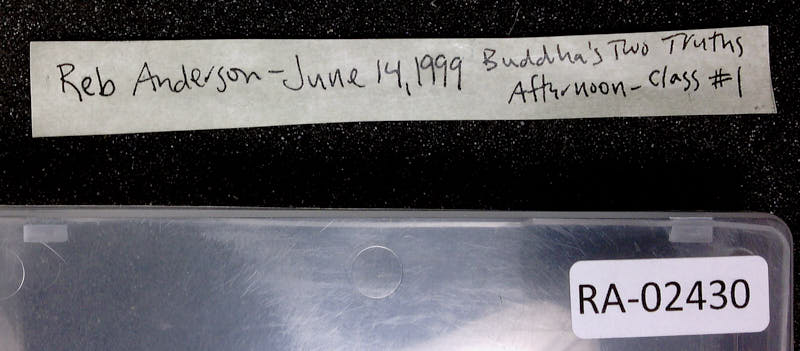 Reb Anderson - June 14, 1999 Buddha's Two Truths
Afternoon - Class #1
RA-02430